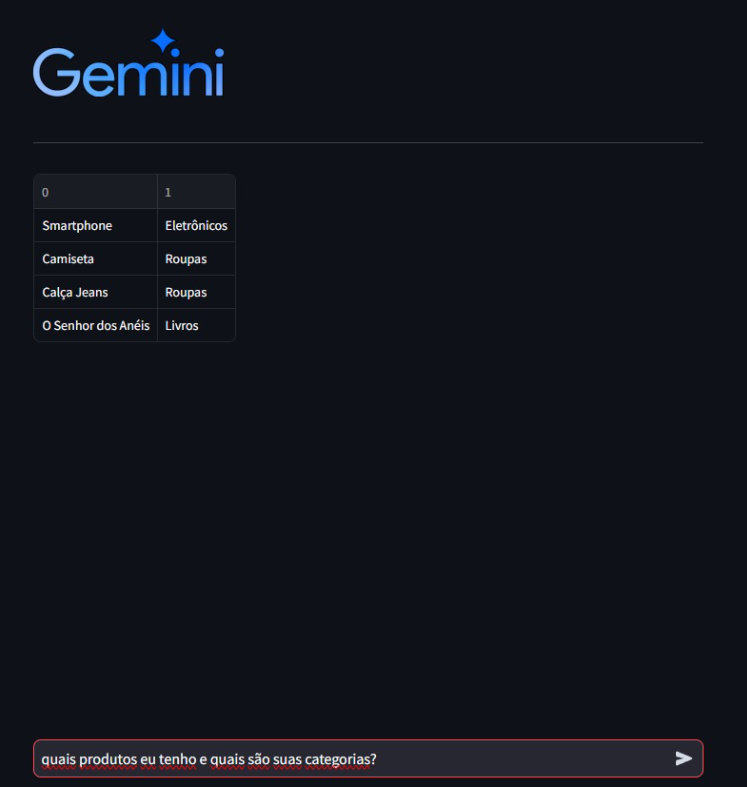 Gemini
0 1
Smartphone Eletrônicos
Camiseta Roupas
Calça Jeans Roupas
O Senhor dos Anéis Livros
quais produtos eu tenho e quais são suas categorias?